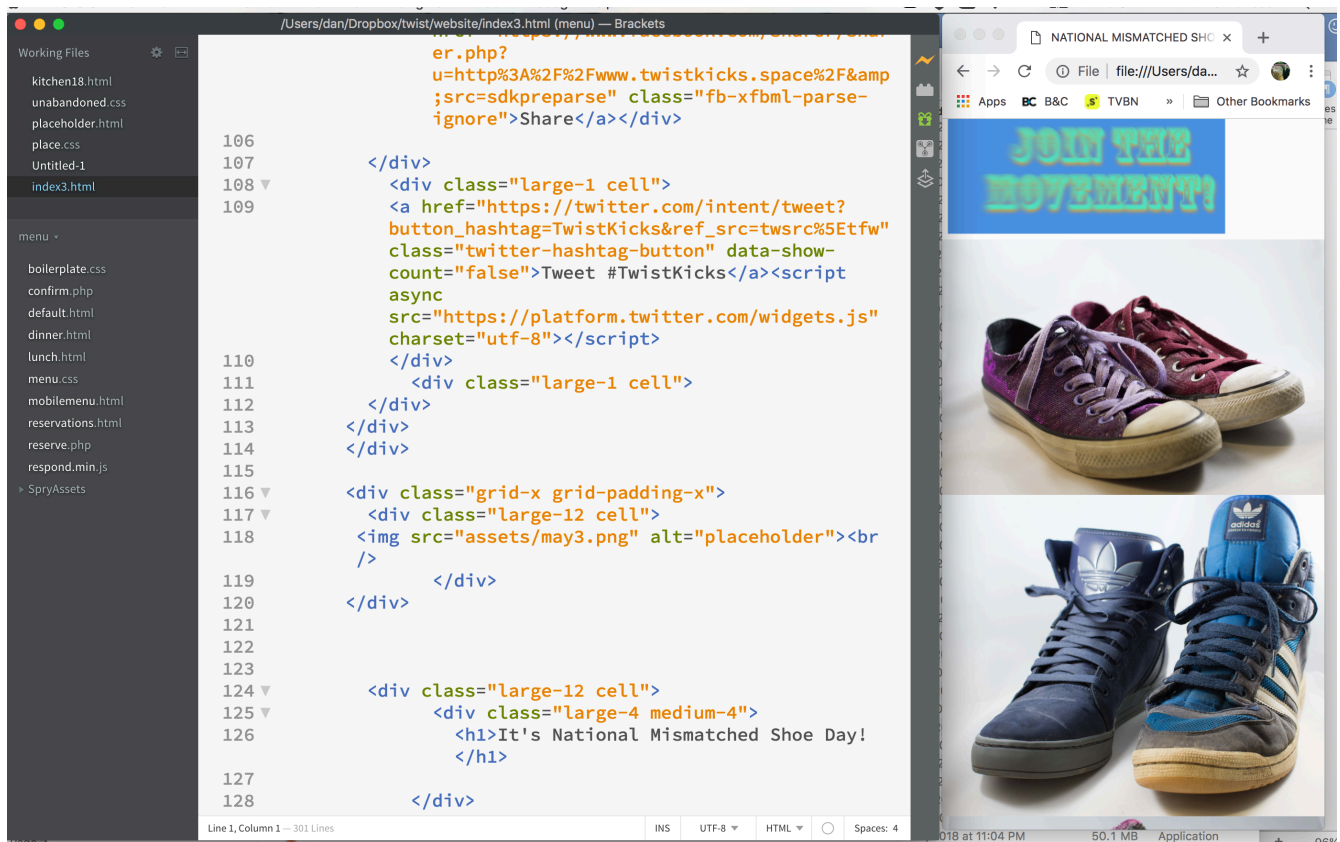 /Users/dan/Dropbox/twist/website/index3.html (menu) — Brackets
Working Files
kitchen18.html
unabandoned.css
placeholder.html
place.css
Untitled-1
index3.html
menu
boilerplate.css
confirm.php
default.html
dinner.html
lunch.html
menu.css
mobilemenu.html
reservations.html
reserve.php
respond.min.js
SpryAssets
er.php?
u=http%3A%2F%2Fwww.twistkicks.space%2F&amp
;src=sdkpreparse" class="fb-xfbml-parse-
ignore">Share</a></div>
106
107 </div>
108 <div class="large-1 cell">
109 <a href="https://twitter.com/intent/tweet?
button_hashtag=TwistKicks&ref_src=twsrc%5Etfw"
class="twitter-hashtag-button" data-show-
count="false">Tweet #TwistKicks</a><script
async
src="https://platform.twitter.com/widgets.js"
charset="utf-8"></script>
110 </div>
111 <div class="large-1 cell">
112 </div>
113 </div>
114 </div>
115
116 <div class="grid-x grid-padding-x">
117 <div class="large-12 cell">
118 <img src="assets/may3.png" alt="placeholder"><br
/>
119 </div>
120 </div>
121
122
123
124 <div class="large-12 cell">
125 <div class="large-4 medium-4">
126 <h1>It's National Mismatched Shoe Day!
</h1>
127
128 </div>
Line 1, Column 1 — 301 Lines
INS UTF-8 HTML Spaces: 4
NATIONAL MISMATCHED SHO
File file:///Users/da...
Apps BC B&C s TVBN » Other Bookmarks
JOIN THE
MOVEMENT!
adidas
018 at 11:04 PM 50.1 MB Application
96%